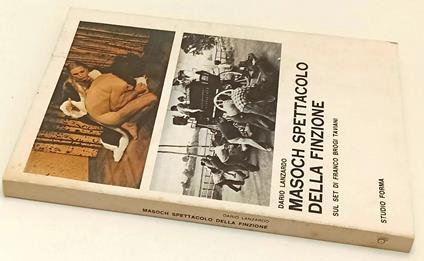 DARIO LANZARDO
MASOCH SPETTACOLO
DELLA FINZIONE
SUL SET DI FRANCO BROGI TAVIANI
STUDIO FORMA
DARIO LANZARDO
MASOCH SPETTACOLO DELLA FINZIONE